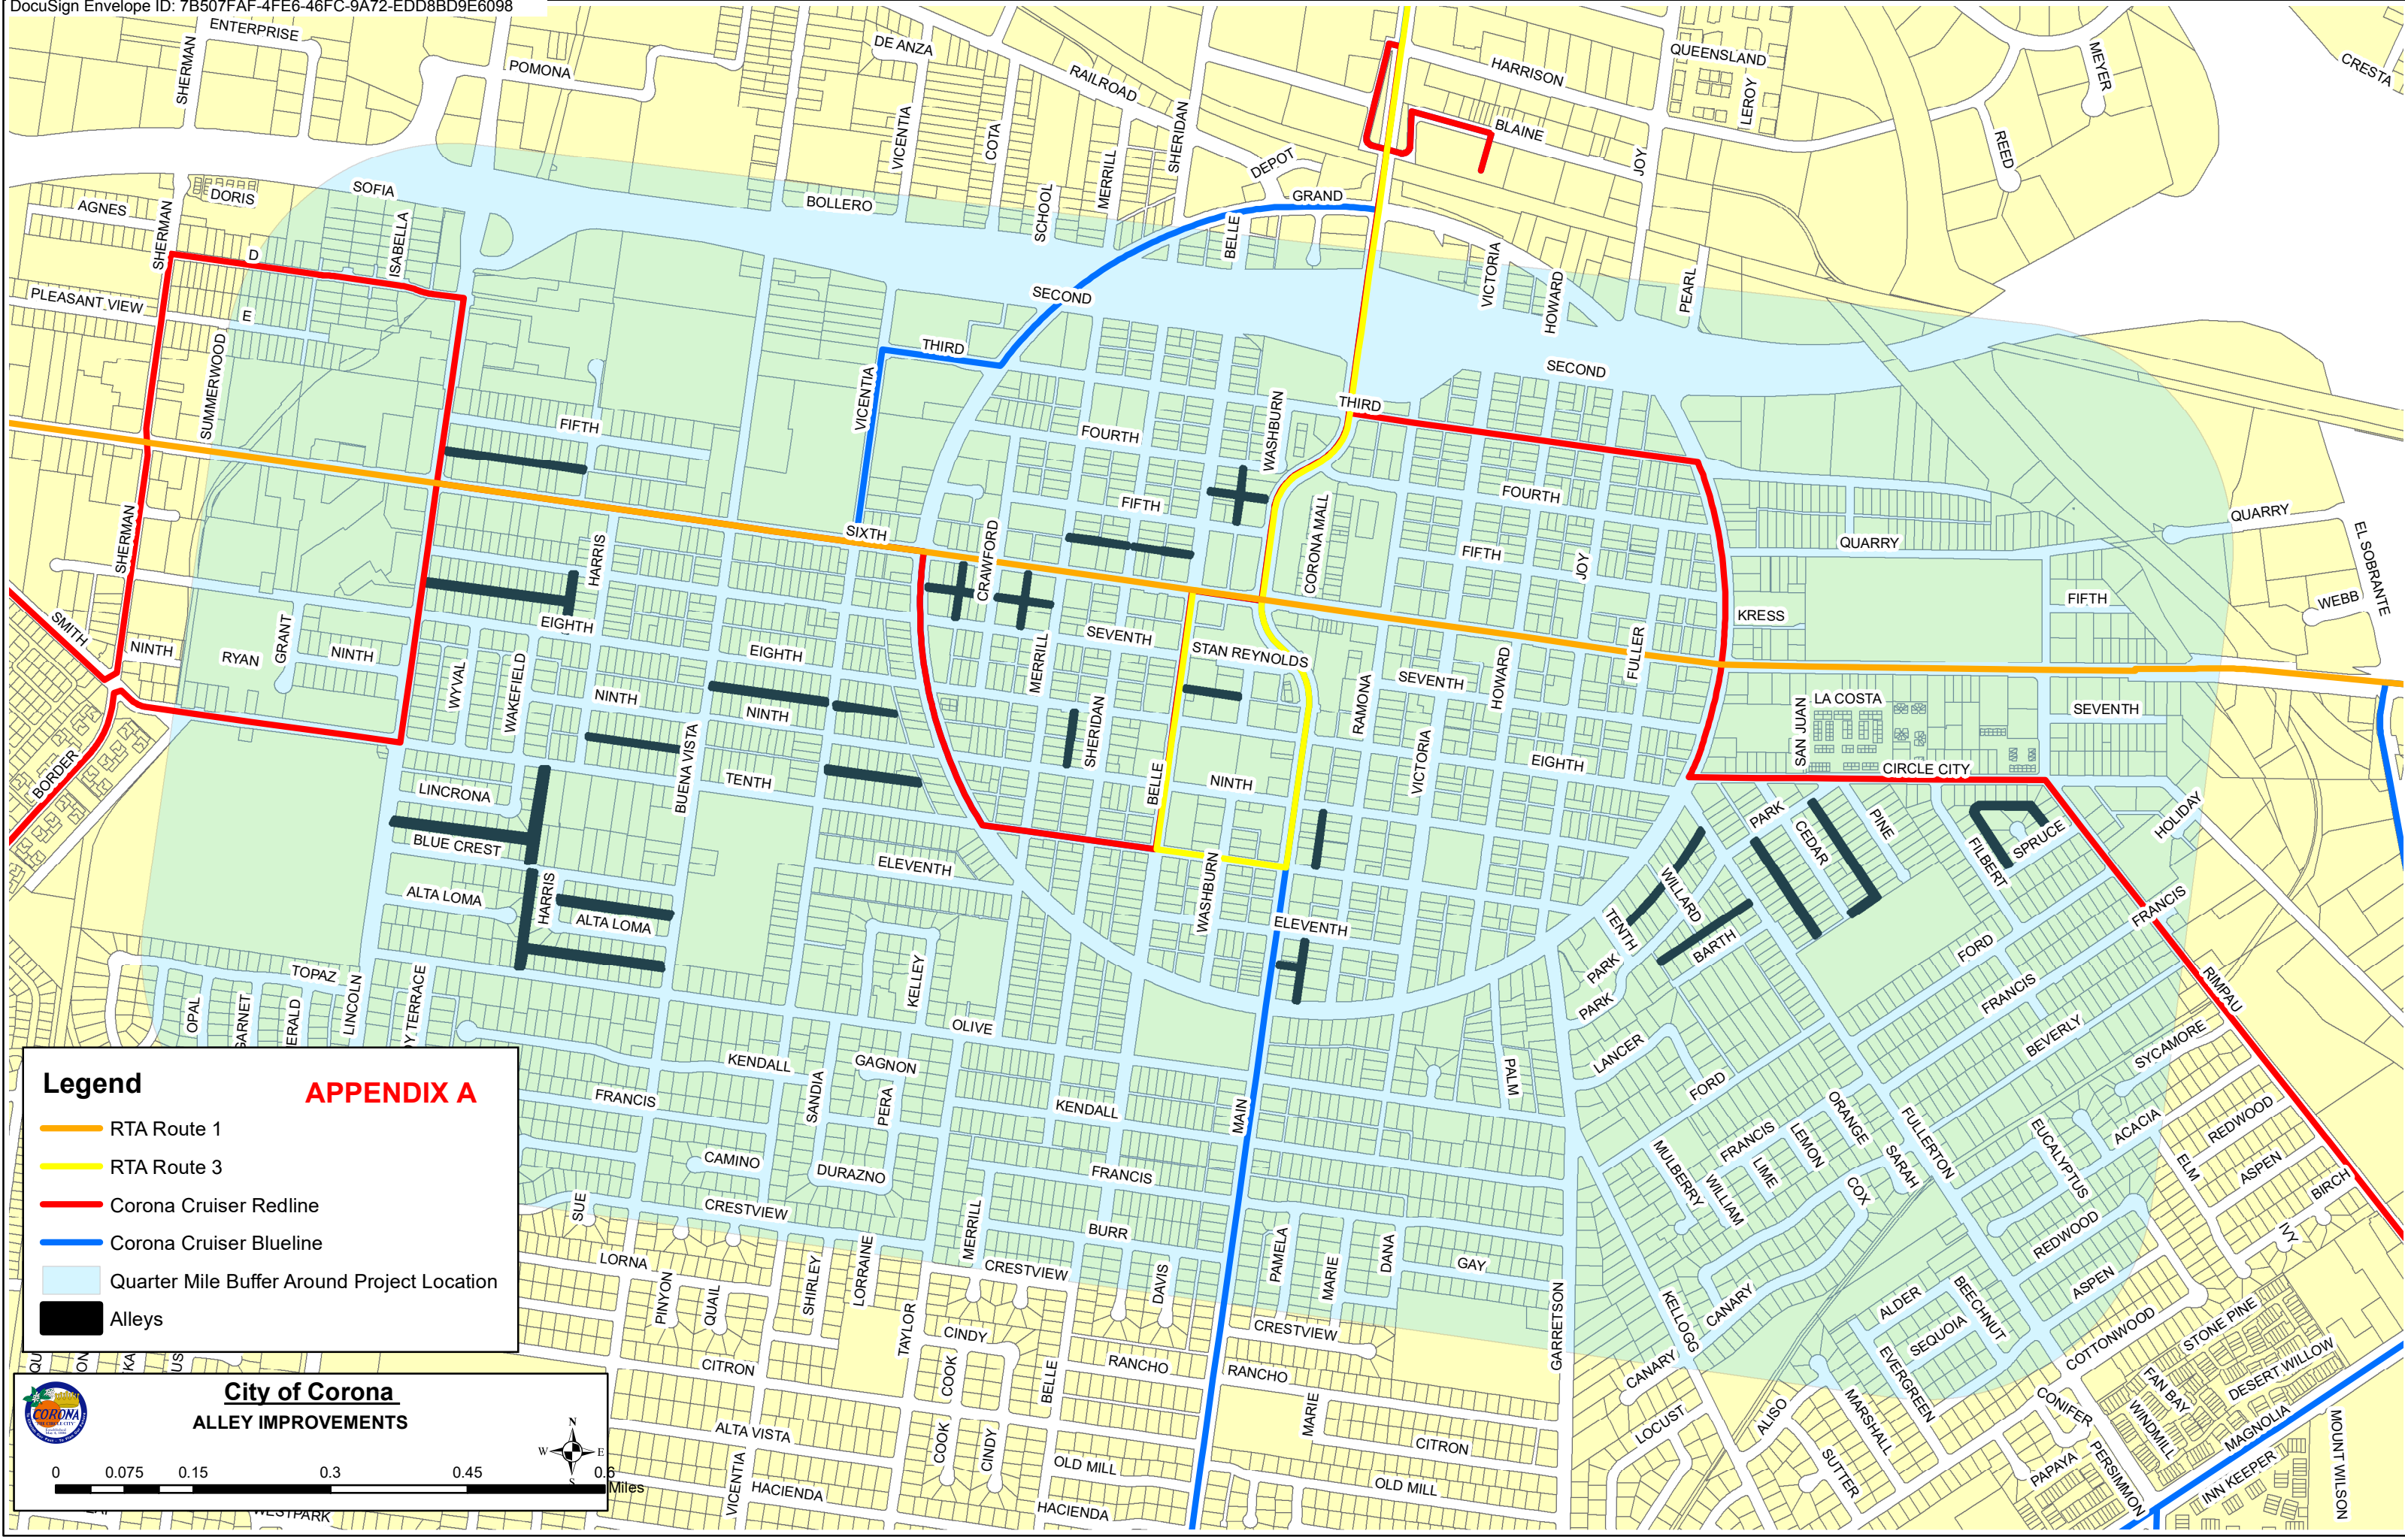 DocuSign Envelope ID: 7B507FAF-4FE6-46FC-9A72-EDD8BD9E6098
ENTERPRISE
SHERMAN
POMONA
DE ANZA
RAILROAD
VICENTIA
COTA
MERRILL
SHERIDAN
HARRISON
QUEENSLAND
LEROY
MEYER
CRESTA
BLAINE
JOY
REED
DEPOT
GRAND
AGNES
DORIS
SOFIA
BOLLERO
SCHOOL
BELLE
SHERMAN
D
ISABELLA
PLEASANT VIEW
E
SUMMERWOOD
SECOND
VICTORIA
HOWARD
PEARL
THIRD
VICENTIA
SECOND
THIRD
FIFTH
FOURTH
WASHBURN
FOURTH
FIFTH
SIXTH
CRAWFORD
CORONA MALL
FIFTH
JOY
QUARRY
QUARRY
EL SOBRANTE
WEBB
FIFTH
KRESS
SHERMAN
SMITH
NINTH
RYAN
GRANT
NINTH
HARRIS
EIGHTH
WYVAL
WAKEFIELD
NINTH
EIGHTH
NINTH
MERRILL
SEVENTH
STAN REYNOLDS
SHERIDAN
RAMONA
SEVENTH
HOWARD
FULLER
VICTORIA
EIGHTH
SAN JUAN
LA COSTA
SEVENTH
CIRCLE CITY
BORDER
LINCRONA
BLUE CREST
BUENA VISTA
TENTH
BELLE
NINTH
PARK
CEDAR
PINE
FILBERT
SPRUCE
HOLIDAY
ALTA LOMA
HARRIS
ALTA LOMA
ELEVENTH
WASHBURN
ELEVENTH
TENTH
WILLARD
BARTH
PARK
PARK
FRANCIS
FORD
FRANCIS
BEVERLY
RIMPAU
SYCAMORE
TOPAZ
OPAL
GARNET
LINCOLN
KELLEY
OLIVE
KENDALL
GAGNON
SANDIA
PERA
FRANCIS
KENDALL
MAIN
PALM
LANCER
FORD
CAMINO
DURAZNO
FRANCIS
SUE
CRESTVIEW
MERRILL
BURR
MULBERRY
FRANCIS
WILLIAM
LIME
LEMON
ORANGE
COX
SARAH
FULLERTON
EUCALYPTUS
ACACIA
REDWOOD
ELM
ASPEN
BIRCH
IVY
REDWOOD
ASPEN
LORNA
PINYON
QUAIL
SHIRLEY
LORRAINE
TAYLOR
CRESTVIEW
DAVIS
PAMELA
MARIE
DANA
GAY
GARRETSON
KELLOGG
CANARY
ALDER
BEECHNUT
SEQUOIA
EVERGREEN
COTTONWOOD
STONE PINE
DESERT WILLOW
FAN BAY
WINDMILL
MAGNOLIA
MOUNT WILSON
CINDY
COOK
BELLE
RANCHO
CRESTVIEW
RANCHO
MARIE
CANARY
LOCUST
ALISO
MARSHALL
SUTTER
CONIFER
PAPAYA
PERSIMMON
INN KEEPER
CITRON
ALTA VISTA
VICENTIA
HACIENDA
COOK
CINDY
OLD MILL
HACIENDA
CITRON
OLD MILL
WESTPARK
Legend
APPENDIX A
RTA Route 1
RTA Route 3
Corona Cruiser Redline
Corona Cruiser Blueline
Quarter Mile Buffer Around Project Location
Alleys
CORONA
City of Corona
ALLEY IMPROVEMENTS
N
W E
S
0 0.075 0.15 0.3 0.45 0.6
Miles